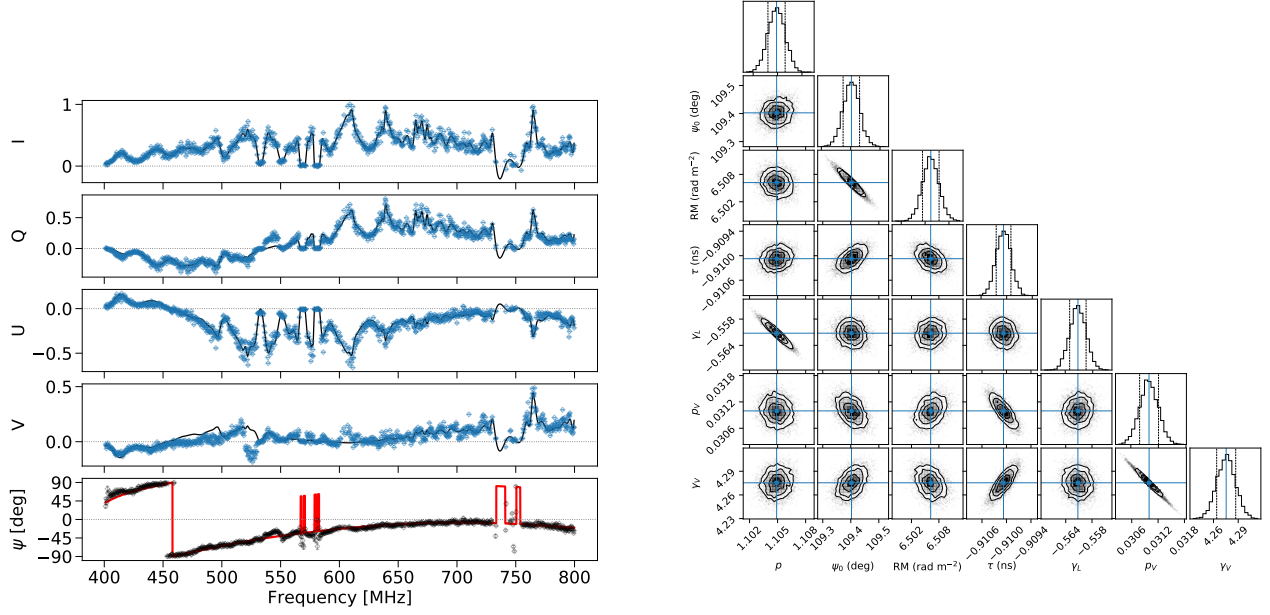 1
0
I
0.5
0.0
Q
0.0
−0.5
U
0.5
0.0
V
90
45
0
−45
−90
ψ [deg]
400 450 500 550 600 650 700 750 800
Frequency [MHz]
109.5
109.4
109.3
ψ0 (deg)
6.508
6.502
RM (rad m−2)
−0.9094
−0.9100
−0.9106
τ (ns)
−0.558
−0.564
γL
0.0318
0.0312
0.0306
pV
4.29
4.26
4.23
γV
1.102 1.105 1.108
p
109.3 109.4 109.5
ψ0 (deg)
6.502 6.508
RM (rad m−2)
−0.9106 −0.9100 −0.9094
τ (ns)
−0.564 −0.558
γL
0.0306 0.0312 0.0318
pV
4.26 4.29
γV